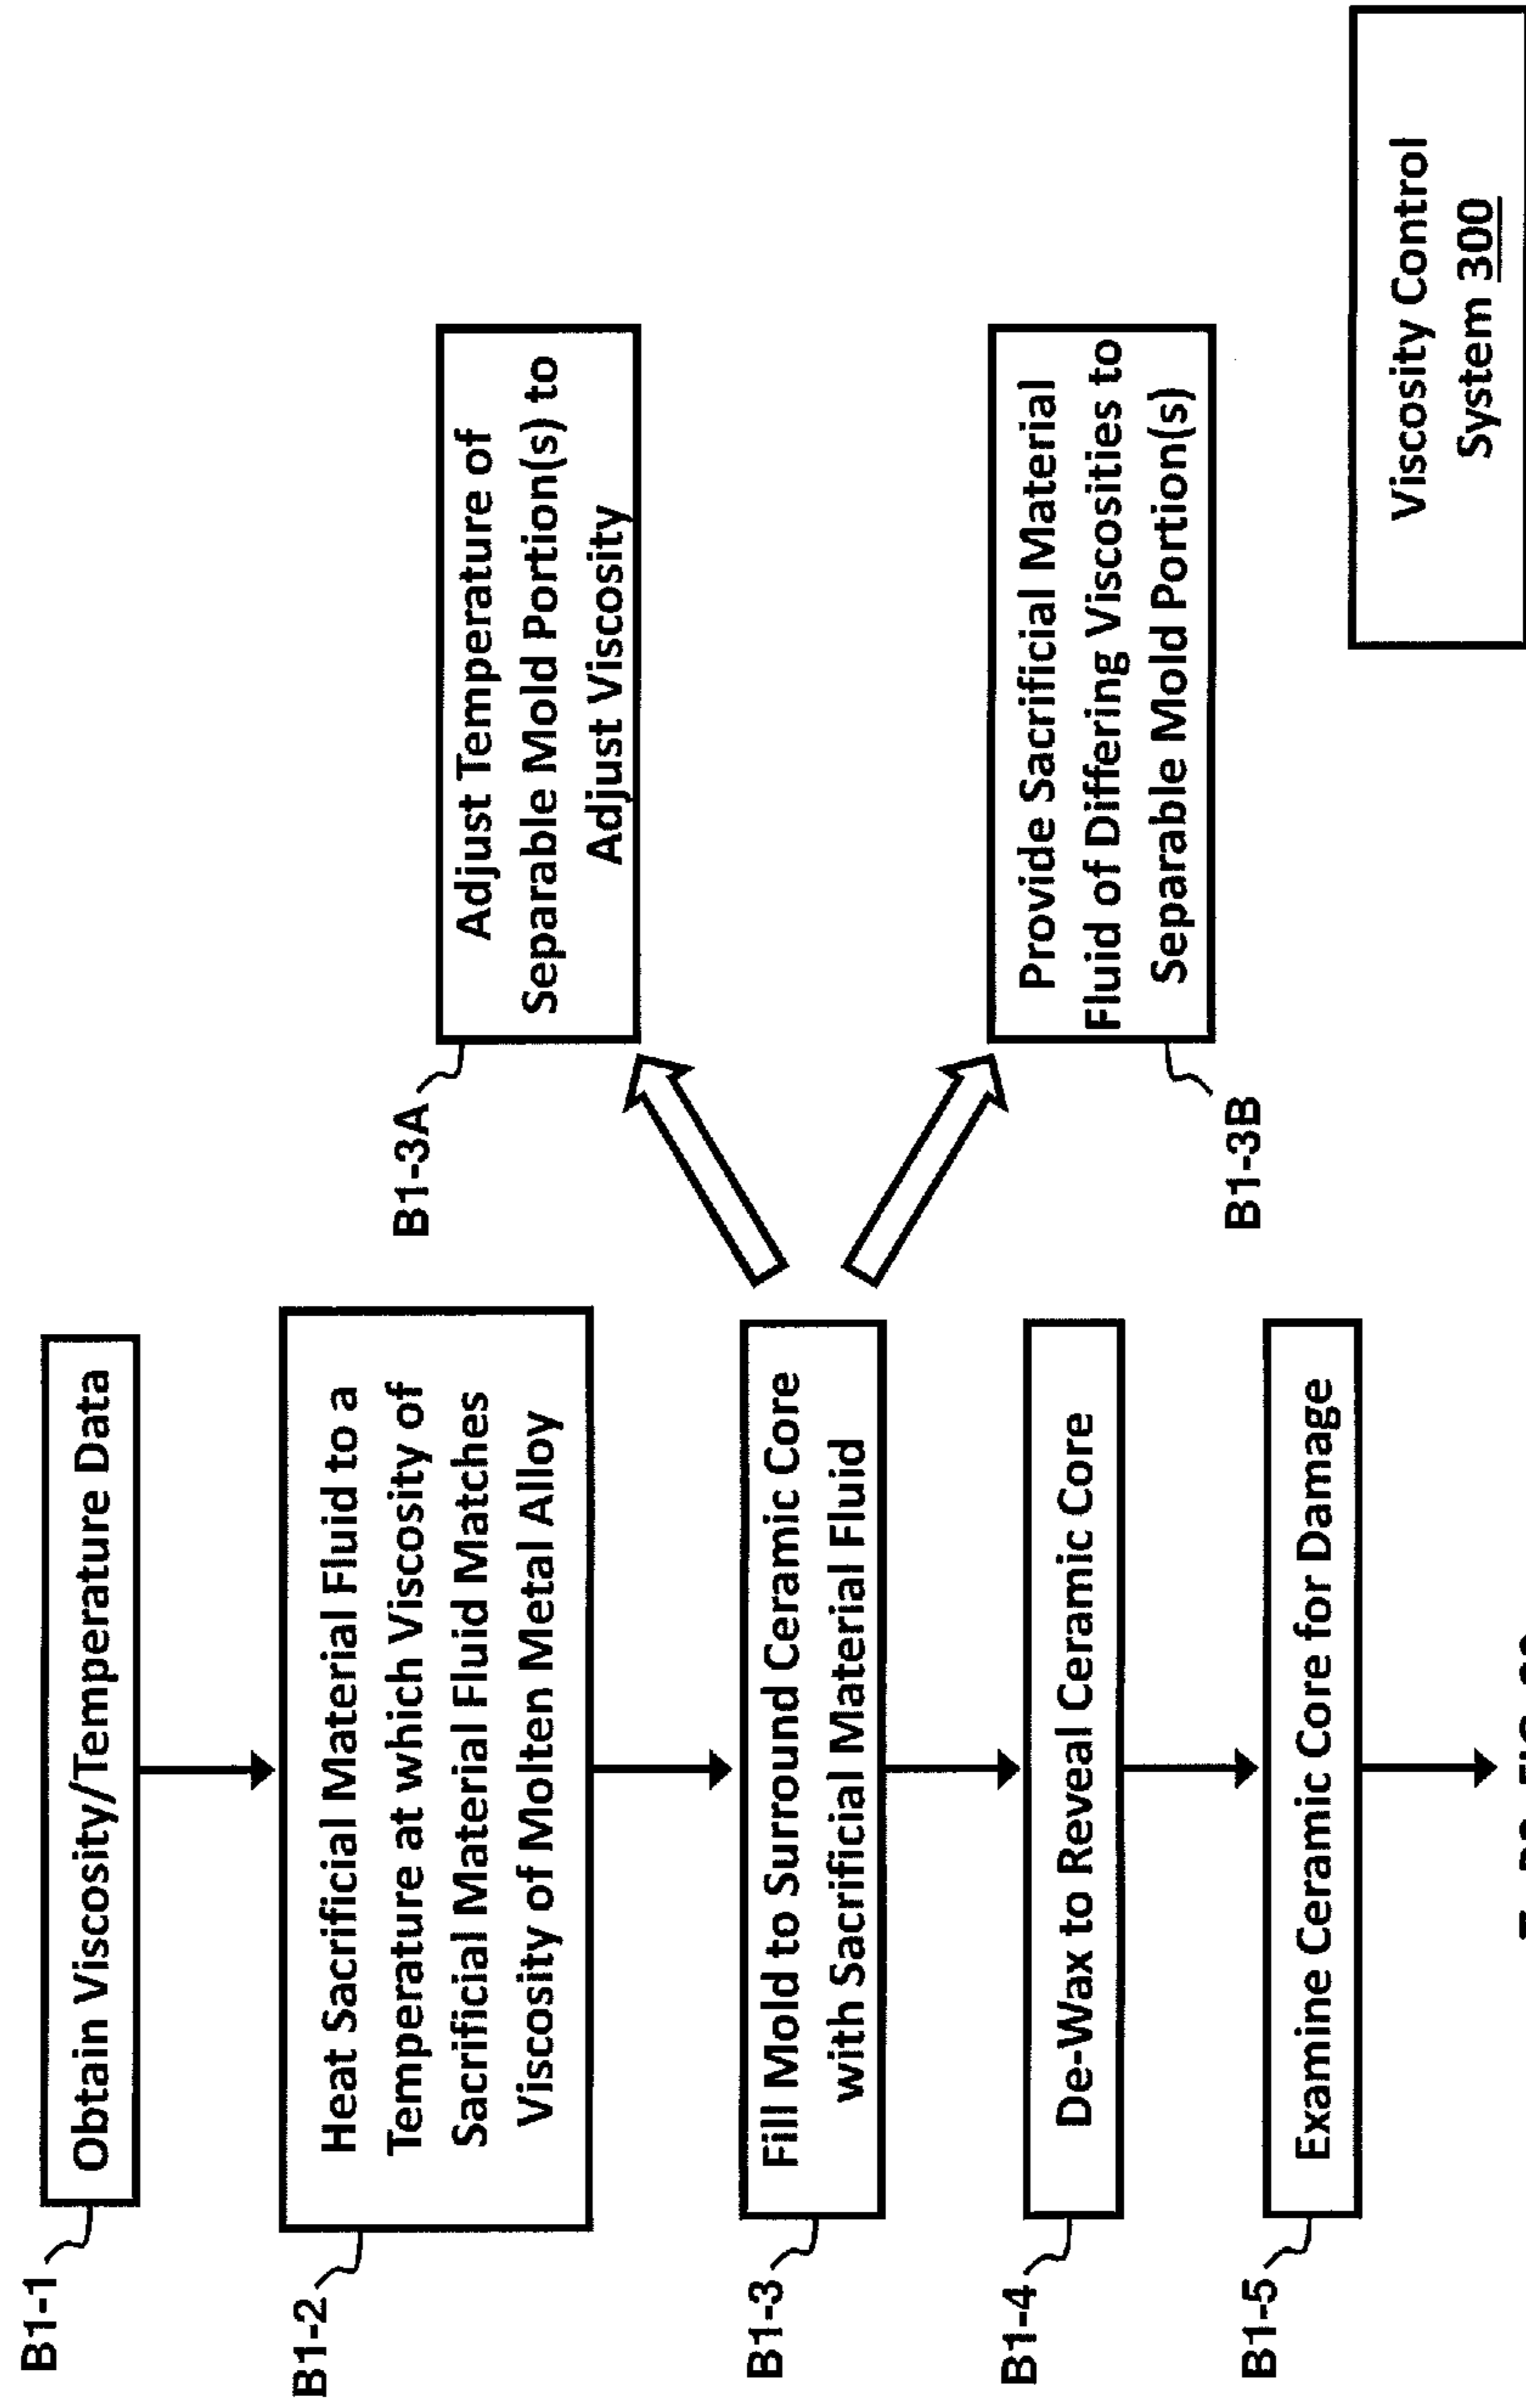 B1-1
Obtain Viscosity/Temperature Data
B1-2
Heat Sacrificial Material Fluid to a
Temperature at which Viscosity of
Sacrificial Material Fluid Matches
Viscosity of Molten Metal Alloy
B1-3
Fill Mold to Surround Ceramic Core
with Sacrificial Material Fluid
B1-3A
Adjust Temperature of
Separable Mold Portion(s) to
Adjust Viscosity
B1-3B
Provide Sacrificial Material
Fluid of Differing Viscosities to
Separable Mold Portion(s)
B1-4
De-Wax to Reveal Ceramic Core
B1-5
Examine Ceramic Core for Damage
Viscosity Control
System 300